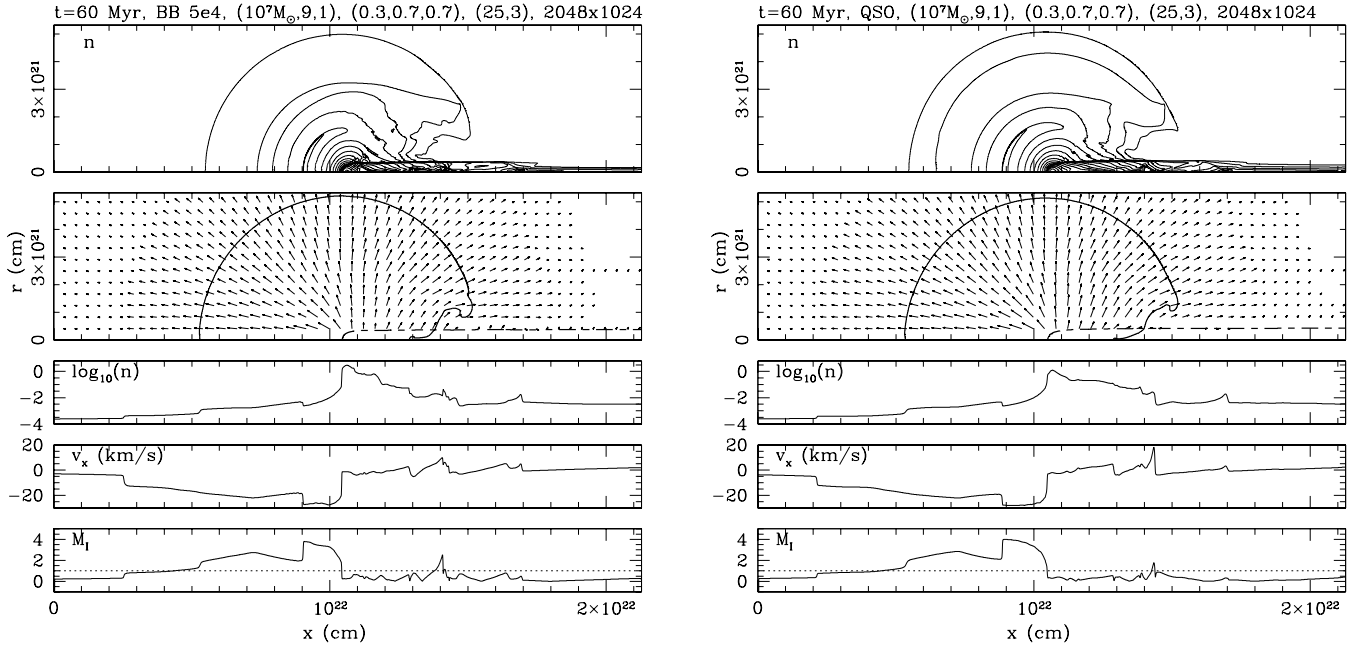 t=60 Myr, BB 5e4, (10⁷M⊙,9,1), (0.3,0.7,0.7), (25,3), 2048x1024
n
3×10²¹
0
r (cm)
3×10²¹
0
log₁₀(n)
0
−2
−4
vₓ (km/s)
20
0
−20
M_I
4
2
0
0
10²²
2×10²²
x (cm)
t=60 Myr, QSO, (10⁷M⊙,9,1), (0.3,0.7,0.7), (25,3), 2048x1024
n
3×10²¹
0
r (cm)
3×10²¹
0
log₁₀(n)
0
−2
−4
vₓ (km/s)
20
0
−20
M_I
4
2
0
0
10²²
2×10²²
x (cm)